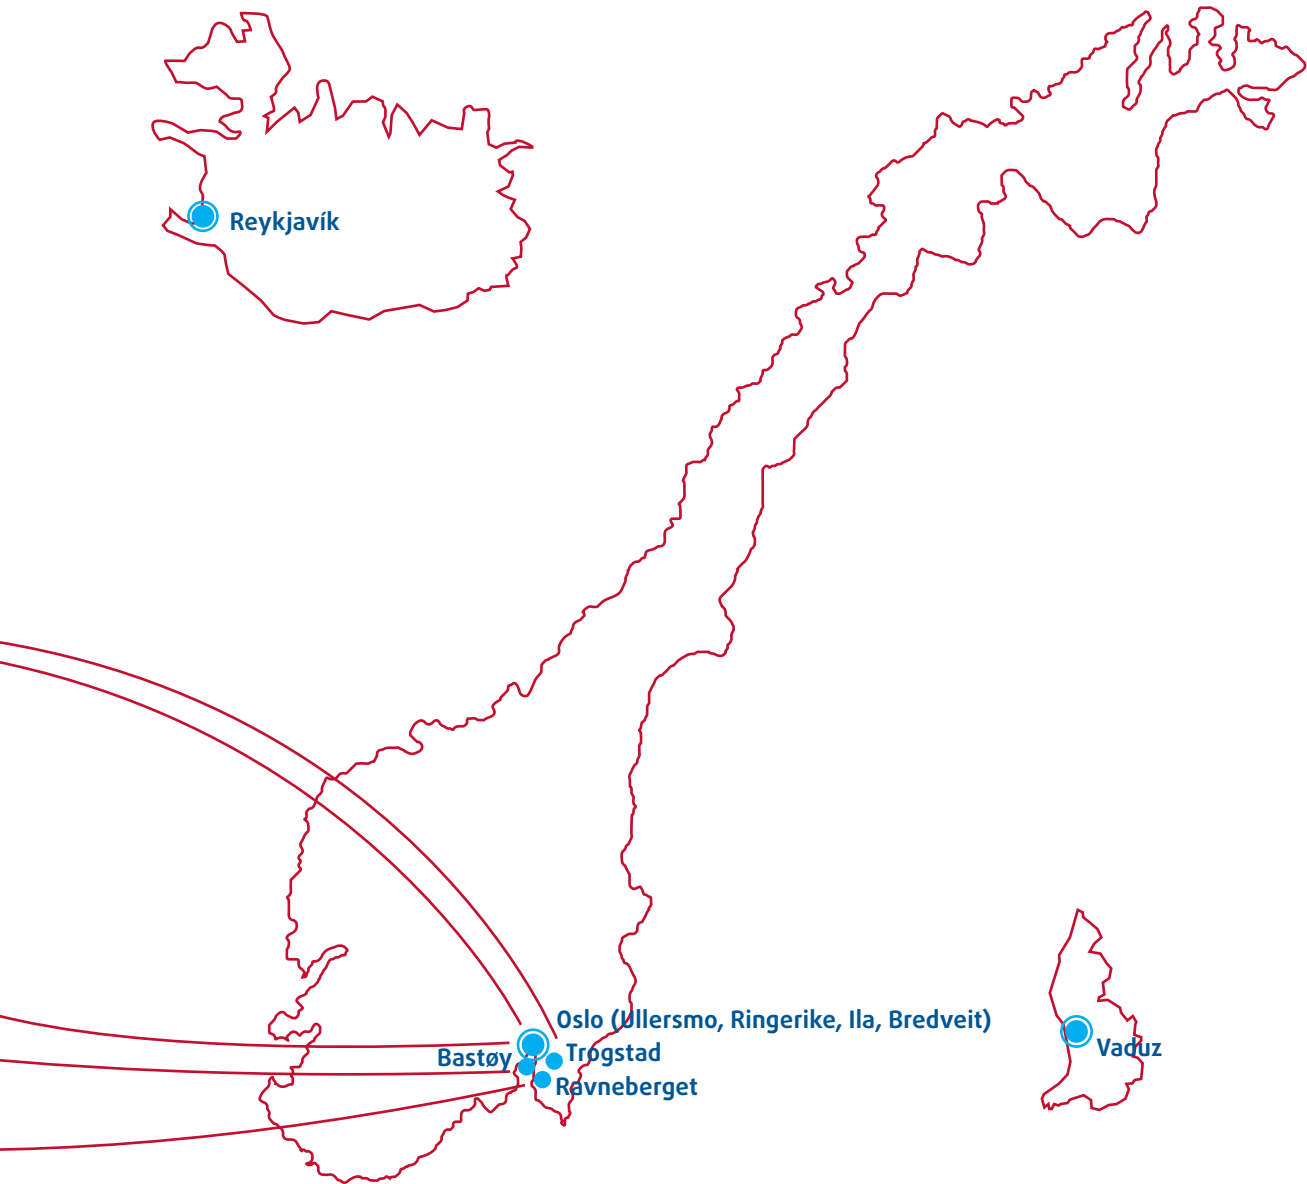 Reykjavík
Oslo (Ullersmo, Ringerike, Ila, Bredveit)
Bastøy
Trogstad
Vaduz
Ravneberget